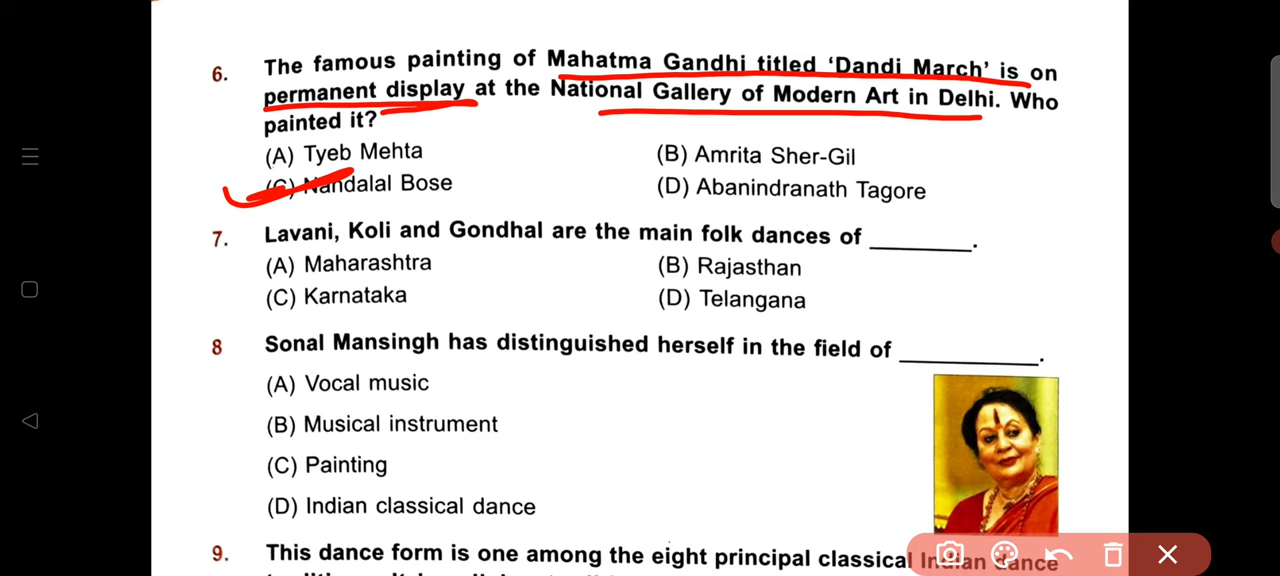 6. The famous painting of Mahatma Gandhi titled ‘Dandi March’ is on
permanent display at the National Gallery of Modern Art in Delhi. Who
painted it?
(A) Tyeb Mehta (B) Amrita Sher-Gil
(C) Nandalal Bose (D) Abanindranath Tagore
7. Lavani, Koli and Gondhal are the main folk dances of ________.
(A) Maharashtra (B) Rajasthan
(C) Karnataka (D) Telangana
8 Sonal Mansingh has distinguished herself in the field of ___________.
(A) Vocal music
(B) Musical instrument
(C) Painting
(D) Indian classical dance
9. This dance form is one among the eight principal classical Indian dance